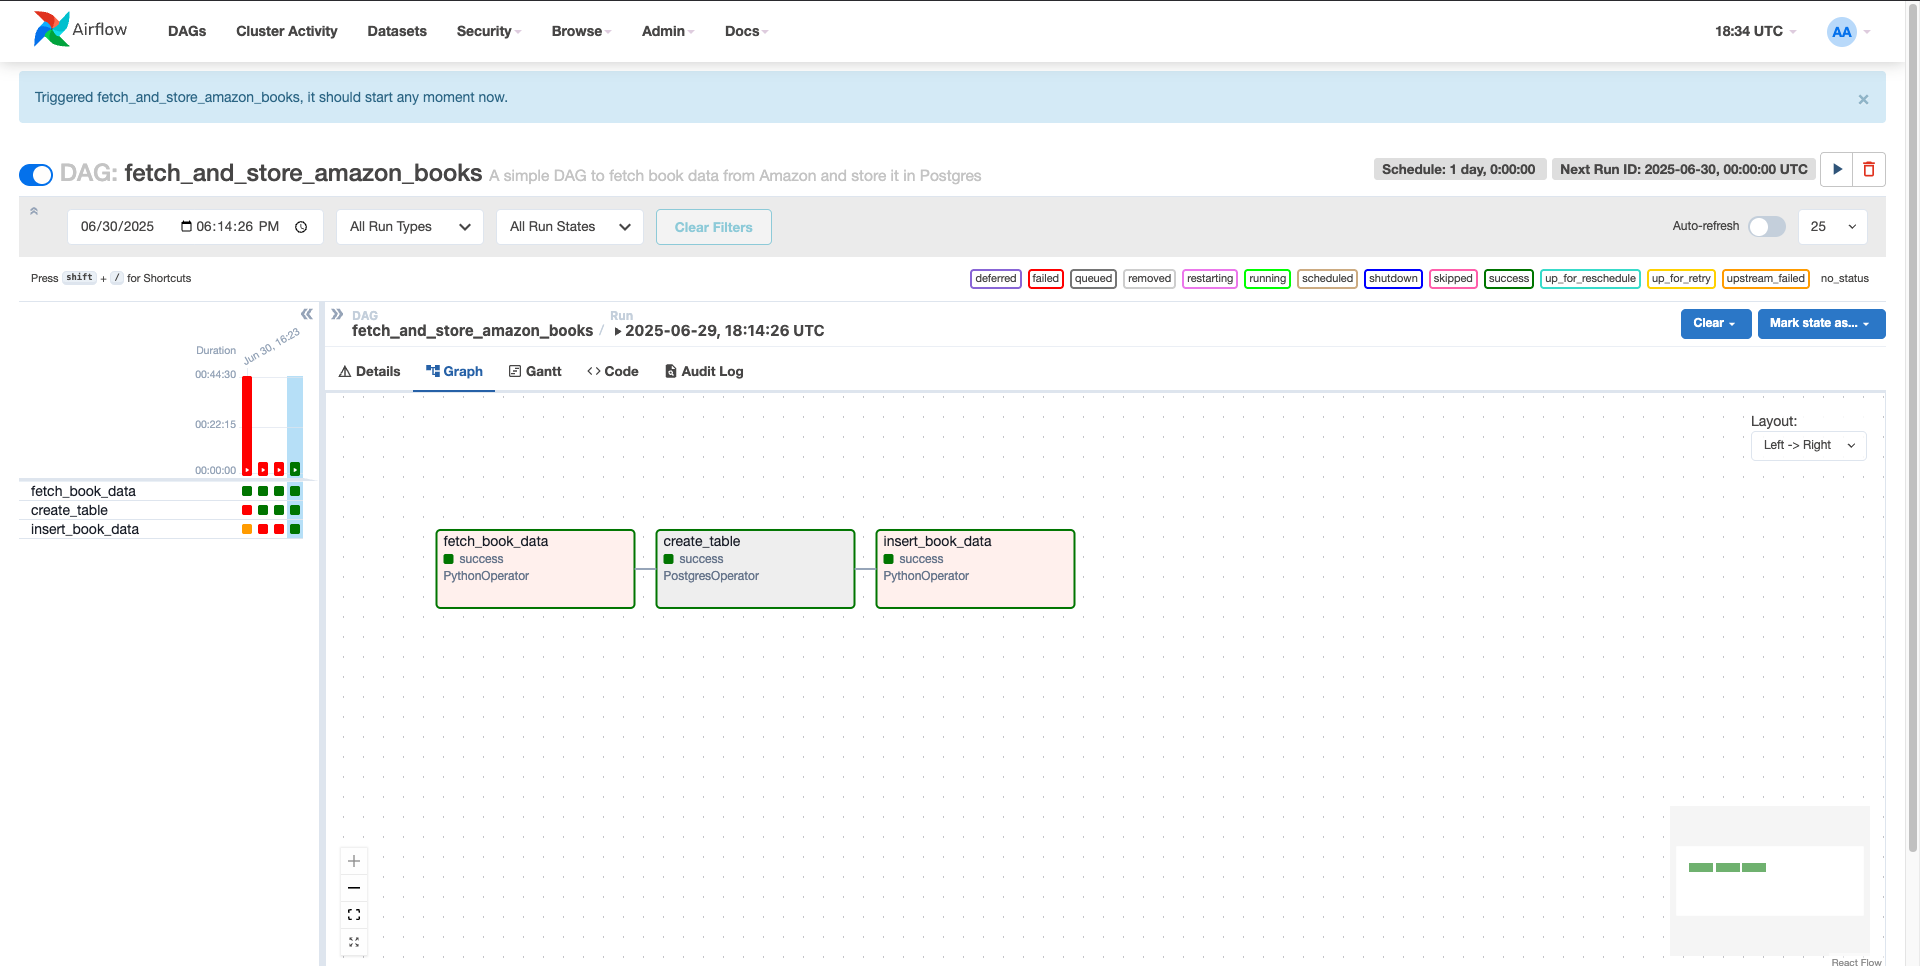 Airflow
DAGs Cluster Activity Datasets Security Browse Admin Docs 18:34 UTC AA
Triggered fetch_and_store_amazon_books, it should start any moment now. ×
DAG: fetch_and_store_amazon_books A simple DAG to fetch book data from Amazon and store it in Postgres
Schedule: 1 day, 0:00:00 Next Run ID: 2025-06-30, 00:00:00 UTC
06/30/2025 06:14:26 PM All Run Types All Run States Clear Filters Auto-refresh 25
Press shift + / for Shortcuts
deferred failed queued removed restarting running scheduled shutdown skipped success up_for_reschedule up_for_retry upstream_failed no_status
DAG Run
fetch_and_store_amazon_books / 2025-06-29, 18:14:26 UTC
Clear Mark state as...
Details Graph Gantt Code Audit Log
Duration Jun 30, 16:23
00:44:30
00:22:15
00:00:00
fetch_book_data
create_table
insert_book_data
Layout:
Left -> Right
fetch_book_data
success
PythonOperator
create_table
success
PostgresOperator
insert_book_data
success
PythonOperator
React Flow